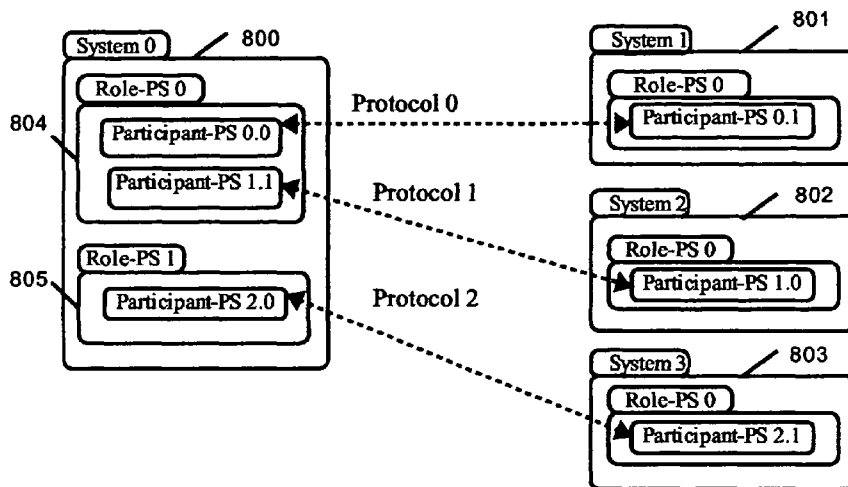 System 0
800
Role-PS 0
804
Participant-PS 0.0
Participant-PS 1.1
Role-PS 1
805
Participant-PS 2.0
Protocol 0
Protocol 1
Protocol 2
System 1
801
Role-PS 0
Participant-PS 0.1
System 2
802
Role-PS 0
Participant-PS 1.0
System 3
803
Role-PS 0
Participant-PS 2.1